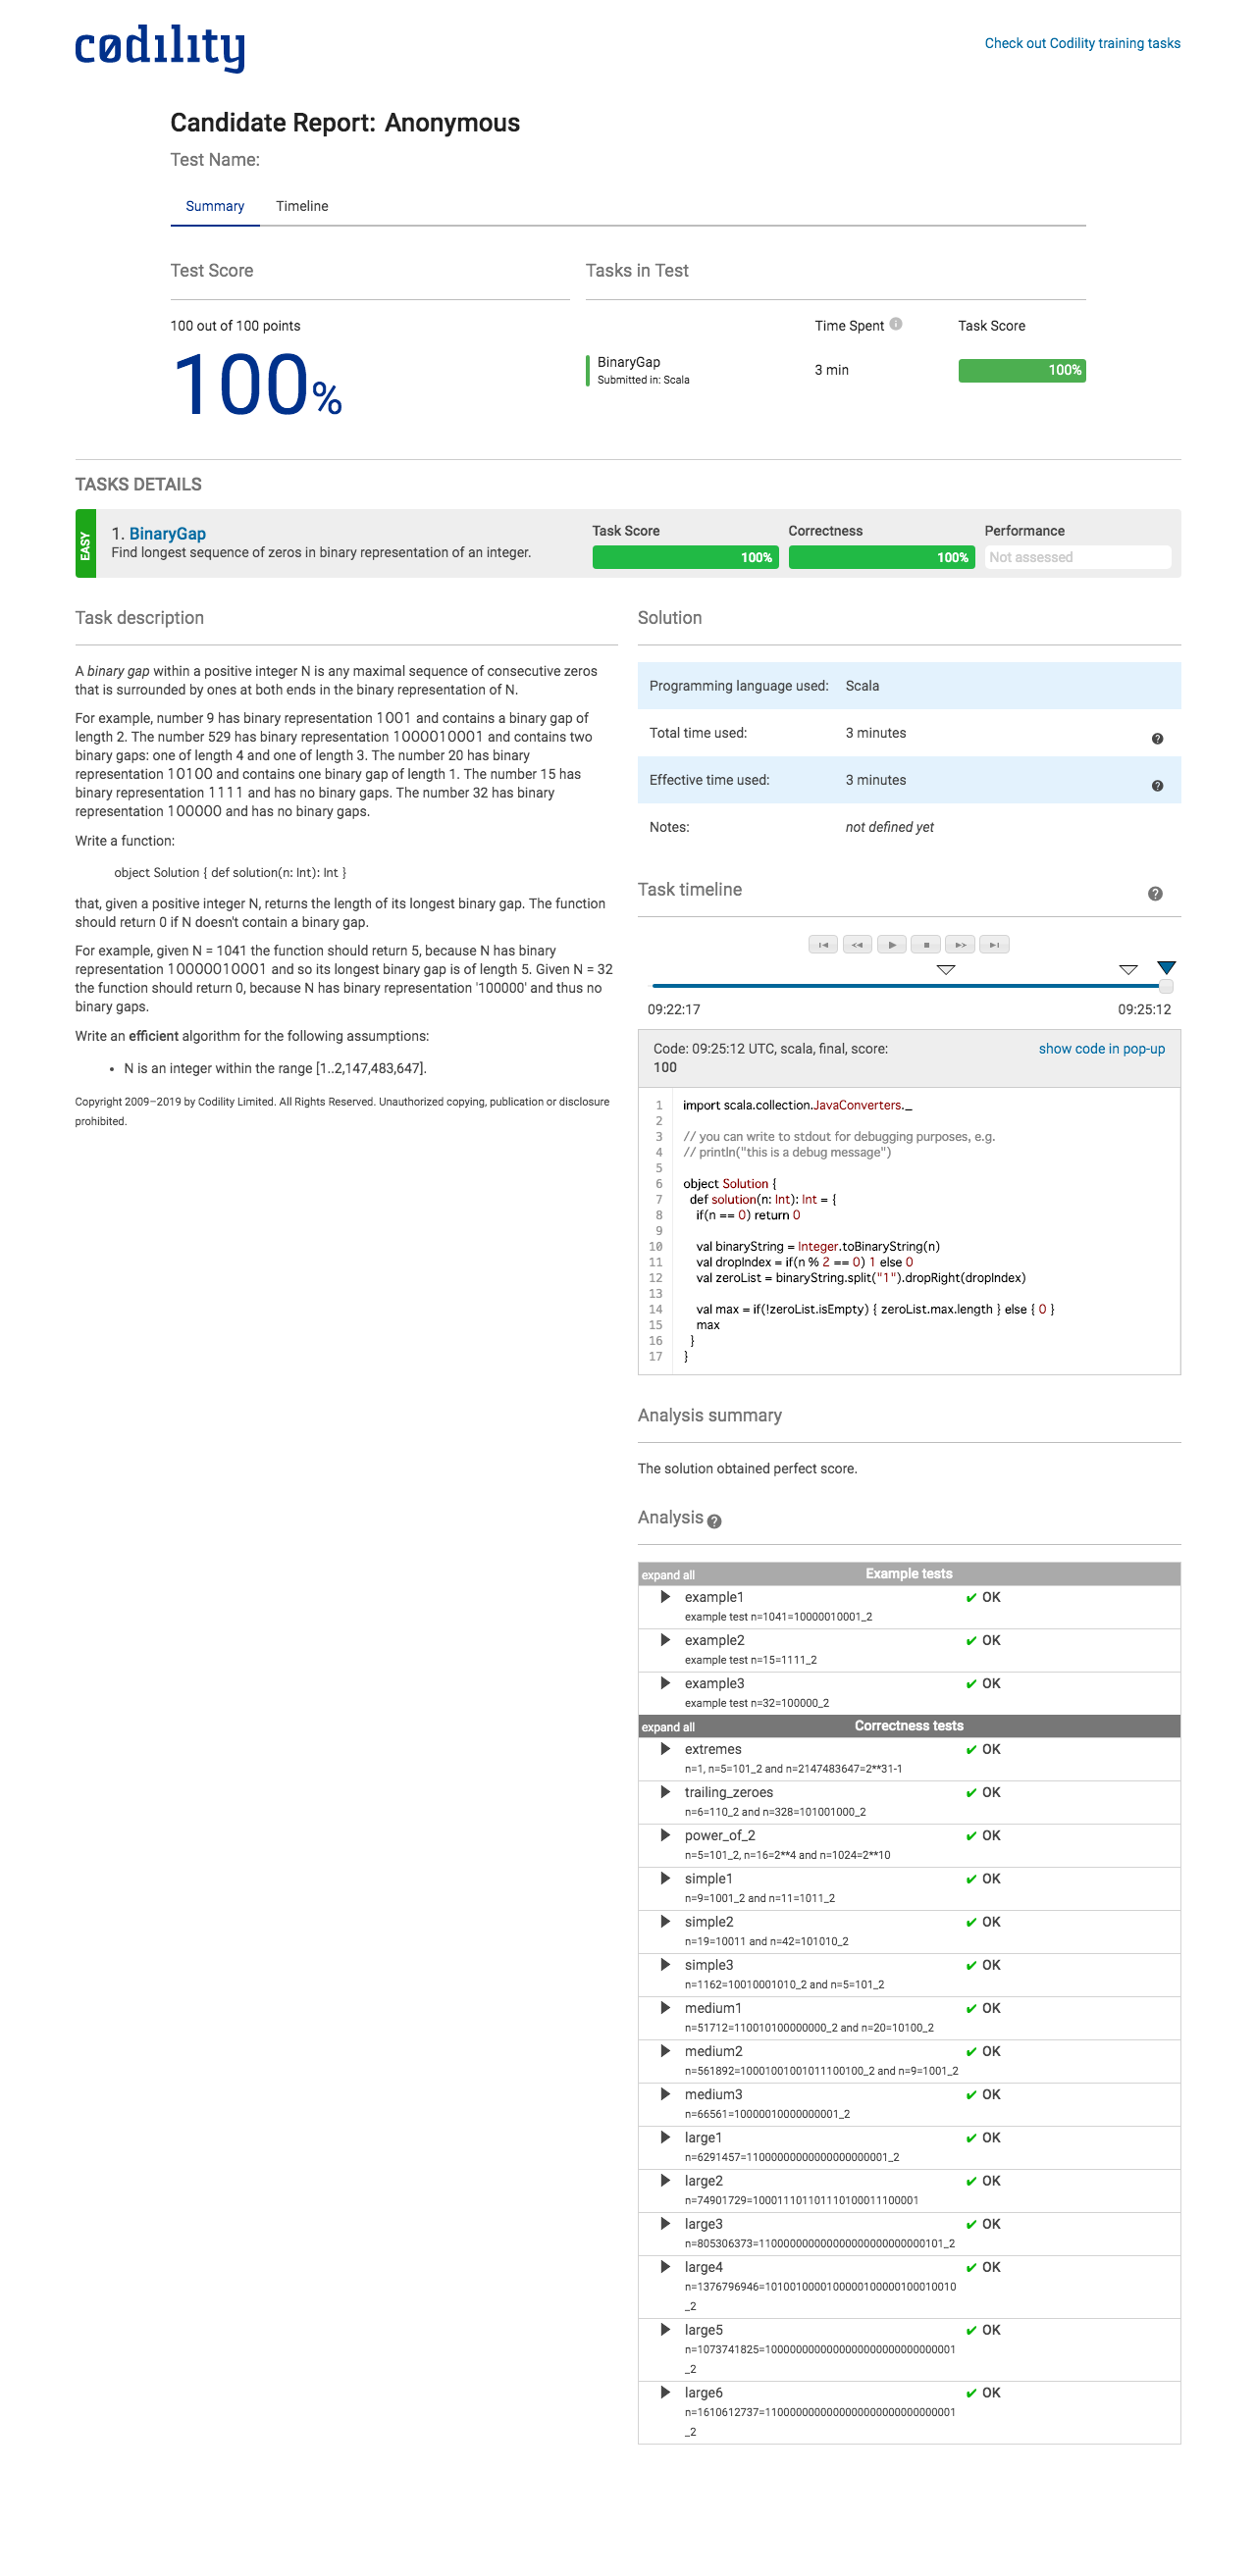 cødility
Check out Codility training tasks
Candidate Report: Anonymous
Test Name:
Summary
Timeline
Test Score
Tasks in Test
100 out of 100 points
Time Spent
Task Score
100%
BinaryGap
Submitted in: Scala
3 min
100%
TASKS DETAILS
EASY
1. BinaryGap
Find longest sequence of zeros in binary representation of an integer.
Task Score
100%
Correctness
100%
Performance
Not assessed
Task description
A binary gap within a positive integer N is any maximal sequence of consecutive zeros
that is surrounded by ones at both ends in the binary representation of N.
For example, number 9 has binary representation 1001 and contains a binary gap of
length 2. The number 529 has binary representation 1000010001 and contains two
binary gaps: one of length 4 and one of length 3. The number 20 has binary
representation 10100 and contains one binary gap of length 1. The number 15 has
binary representation 1111 and has no binary gaps. The number 32 has binary
representation 100000 and has no binary gaps.
Write a function:
object Solution { def solution(n: Int): Int }
that, given a positive integer N, returns the length of its longest binary gap. The function
should return 0 if N doesn't contain a binary gap.
For example, given N = 1041 the function should return 5, because N has binary
representation 10000010001 and so its longest binary gap is of length 5. Given N = 32
the function should return 0, because N has binary representation '100000' and thus no
binary gaps.
Write an efficient algorithm for the following assumptions:
• N is an integer within the range [1..2,147,483,647].
Copyright 2009–2019 by Codility Limited. All Rights Reserved. Unauthorized copying, publication or disclosure
prohibited.
Solution
Programming language used: Scala
Total time used: 3 minutes
Effective time used: 3 minutes
Notes: not defined yet
Task timeline
09:22:17
09:25:12
Code: 09:25:12 UTC, scala, final, score:
100
show code in pop-up
1 import scala.collection.JavaConverters._
2
3 // you can write to stdout for debugging purposes, e.g.
4 // println("this is a debug message")
5
6 object Solution {
7 def solution(n: Int): Int = {
8 if(n == 0) return 0
9
10 val binaryString = Integer.toBinaryString(n)
11 val dropIndex = if(n % 2 == 0) 1 else 0
12 val zeroList = binaryString.split("1").dropRight(dropIndex)
13
14 val max = if(!zeroList.isEmpty) { zeroList.max.length } else { 0 }
15 max
16 }
17 }
Analysis summary
The solution obtained perfect score.
Analysis
expand all Example tests
example1 ✔ OK
example test n=1041=10000010001_2
example2 ✔ OK
example test n=15=1111_2
example3 ✔ OK
example test n=32=100000_2
expand all Correctness tests
extremes ✔ OK
n=1, n=5=101_2 and n=2147483647=2**31-1
trailing_zeroes ✔ OK
n=6=110_2 and n=328=101001000_2
power_of_2 ✔ OK
n=5=101_2, n=16=2**4 and n=1024=2**10
simple1 ✔ OK
n=9=1001_2 and n=11=1011_2
simple2 ✔ OK
n=19=10011 and n=42=101010_2
simple3 ✔ OK
n=1162=10010001010_2 and n=5=101_2
medium1 ✔ OK
n=51712=110010100000000_2 and n=20=10100_2
medium2 ✔ OK
n=561892=10001001001011100100_2 and n=9=1001_2
medium3 ✔ OK
n=66561=10000010000000001_2
large1 ✔ OK
n=6291457=11000000000000000000001_2
large2 ✔ OK
n=74901729=100011101101110100011100001
large3 ✔ OK
n=805306373=110000000000000000000000000101_2
large4 ✔ OK
n=1376796946=1010010000100000100000100010010
_2
large5 ✔ OK
n=1073741825=1000000000000000000000000000001
_2
large6 ✔ OK
n=1610612737=1100000000000000000000000000001
_2